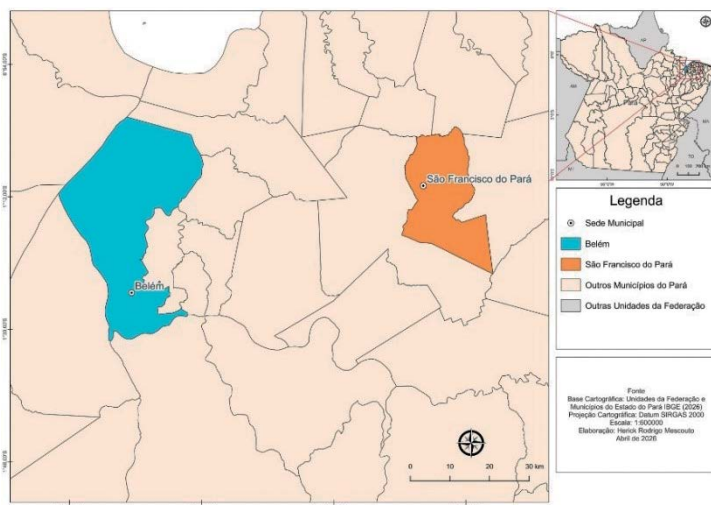 São Francisco do Pará
Belém
0 10 20 30 km
Legenda
Sede Municipal
Belém
São Francisco do Pará
Outros Municípios do Pará
Outras Unidades da Federação
Fonte
Base Cartográfica: Unidades da Federação e
Municípios do Estado do Pará IBGE (2026)
Projeção Cartográfica: Datum SIRGAS 2000
Escala: 1:600000
Elaboração: Herick Rodrigo Mescouto
Abril de 2026